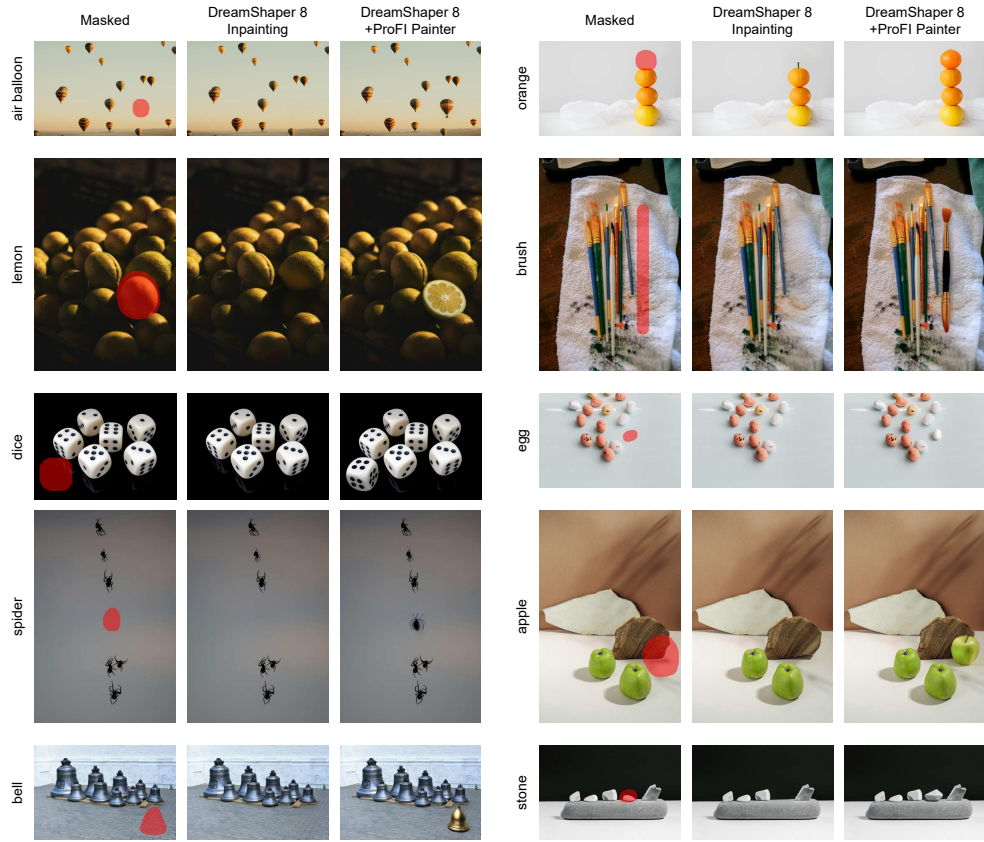 Masked
DreamShaper 8
Inpainting
DreamShaper 8
+ProFI Painter
Masked
DreamShaper 8
Inpainting
DreamShaper 8
+ProFI Painter
air balloon
orange
lemon
brush
dice
egg
spider
apple
bell
stone